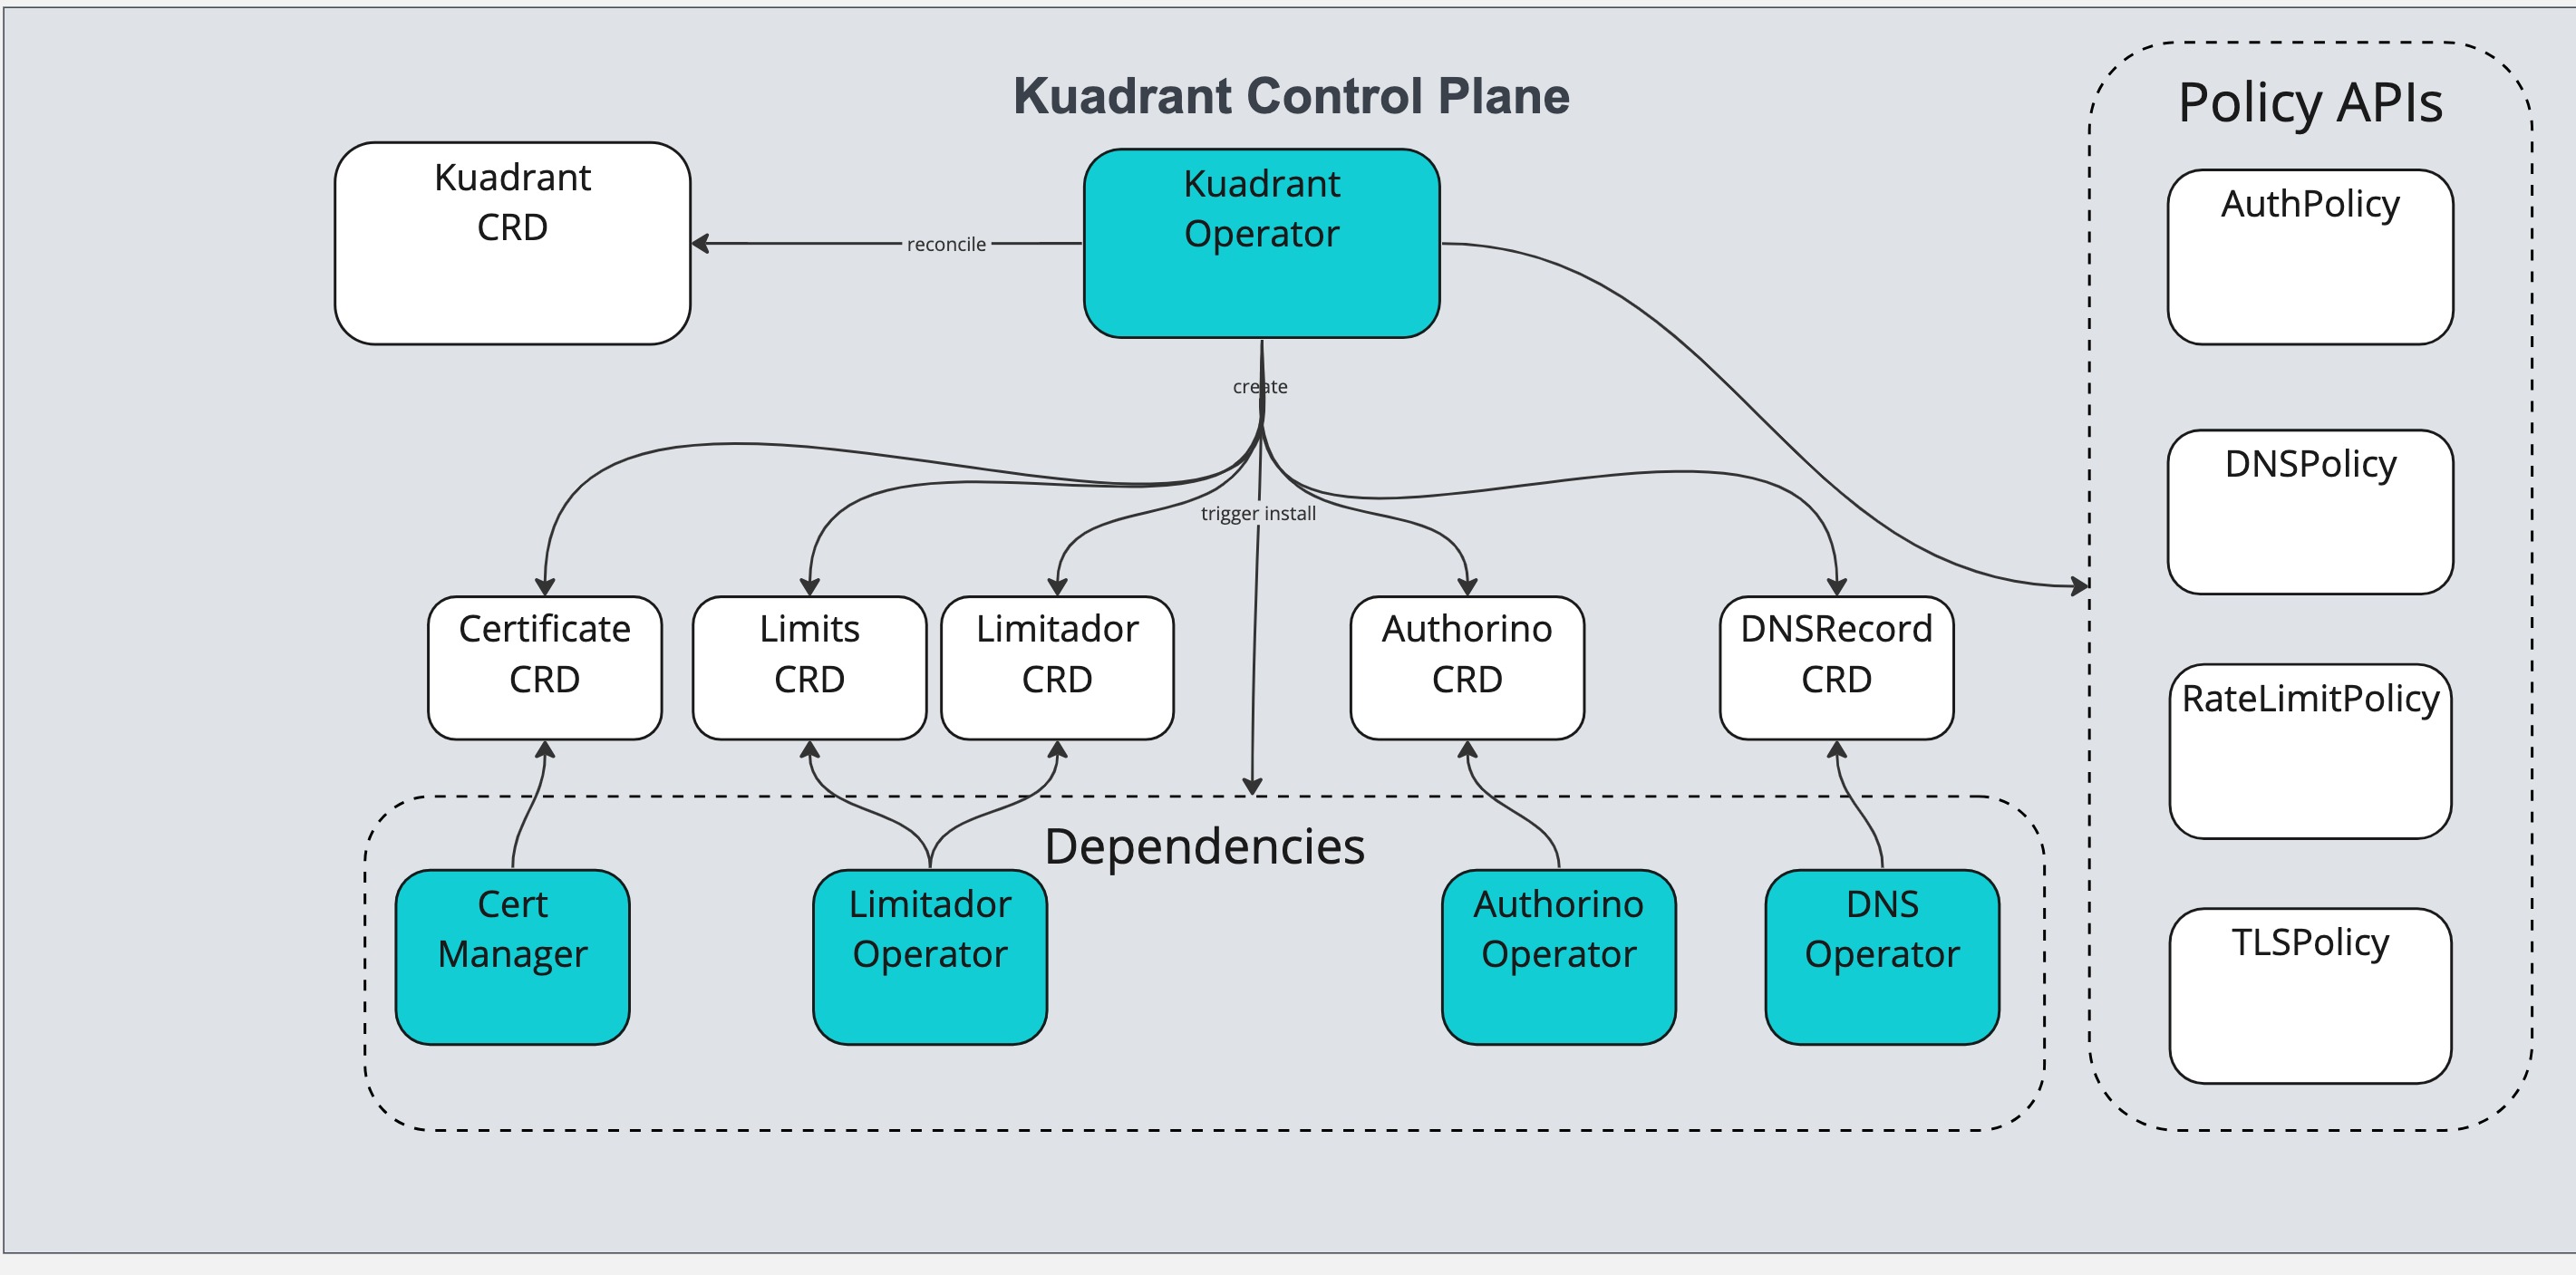 Kuadrant Control Plane
Policy APIs
Kuadrant
CRD
Kuadrant
Operator
AuthPolicy
reconcile
create
DNSPolicy
trigger install
Certificate
CRD
Limits
CRD
Limitador
CRD
Authorino
CRD
DNSRecord
CRD
RateLimitPolicy
Dependencies
Cert
Manager
Limitador
Operator
Authorino
Operator
DNS
Operator
TLSPolicy